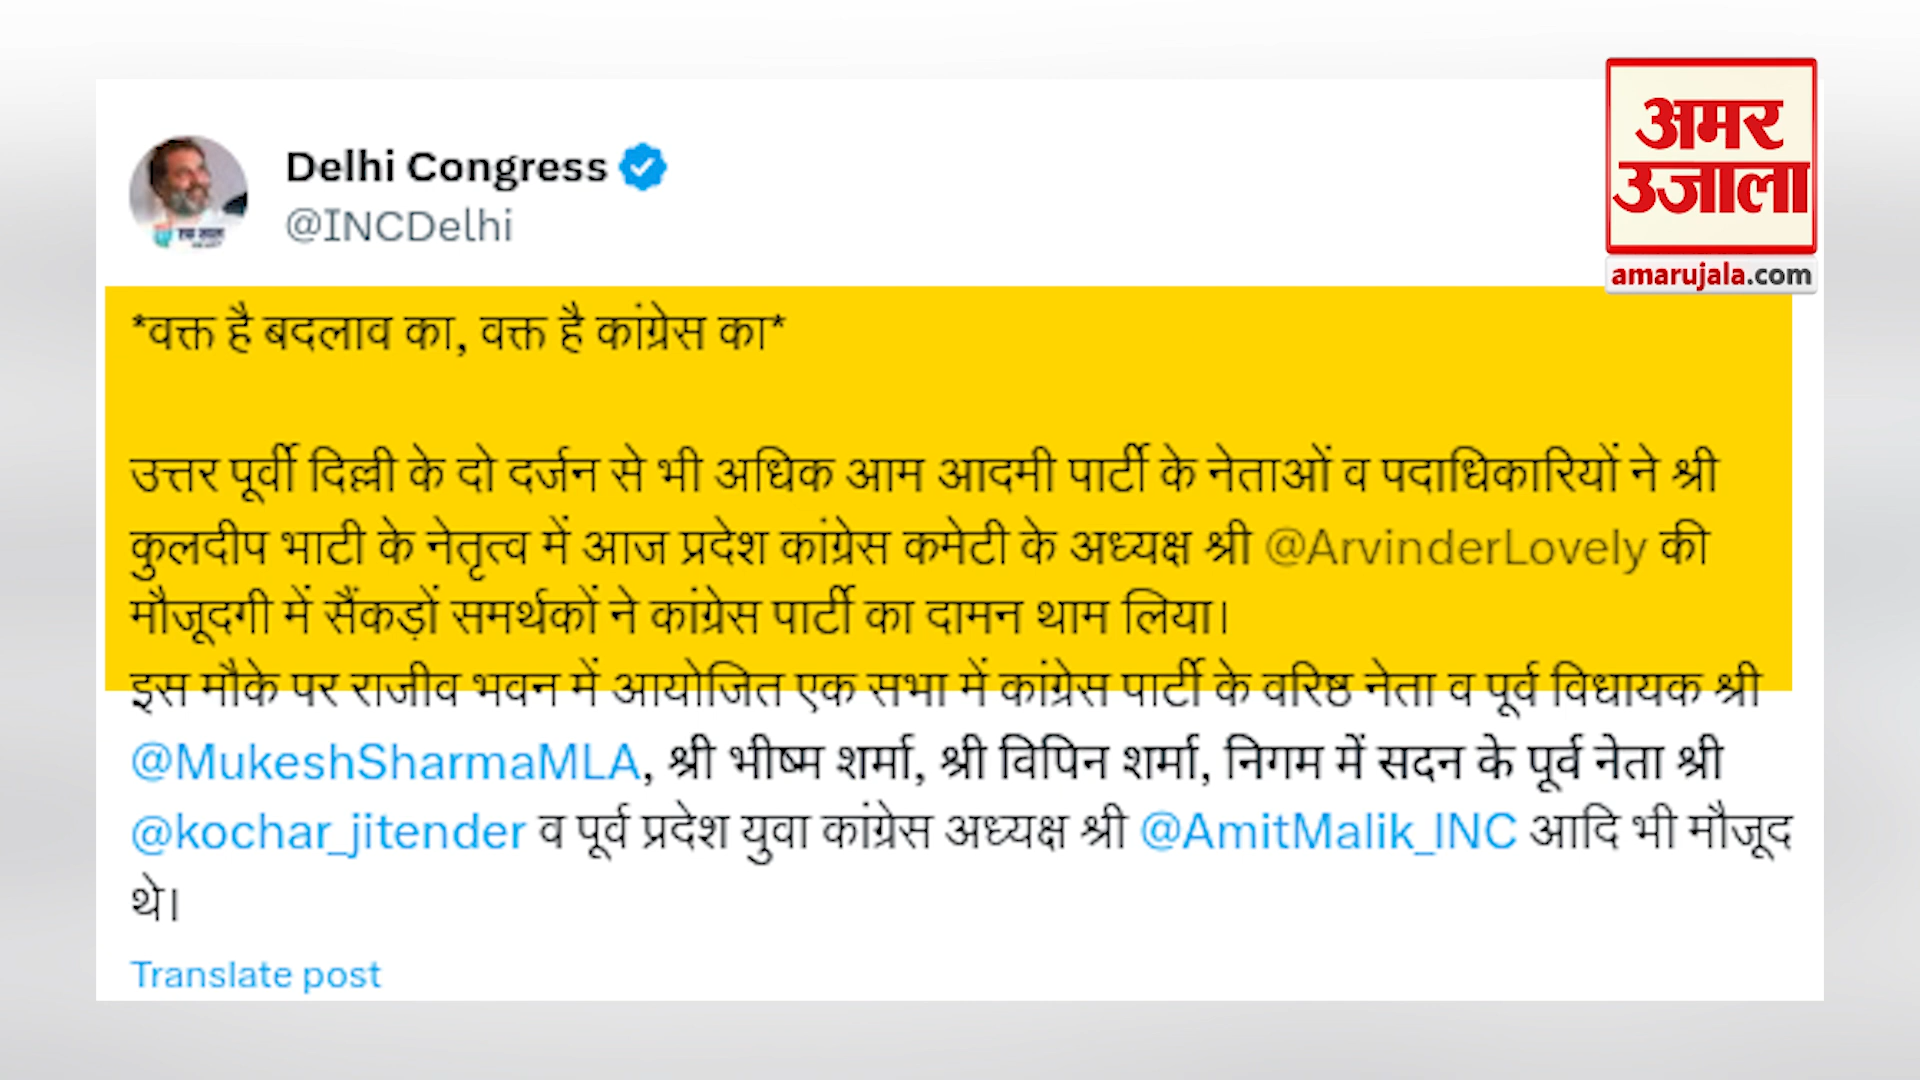 अमर
उजाला
amarujala.com
Delhi Congress
@INCDelhi
*वक्त है बदलाव का, वक्त है कांग्रेस का*
उत्तर पूर्वी दिल्ली के दो दर्जन से भी अधिक आम आदमी पार्टी के नेताओं व पदाधिकारियों ने श्री
कुलदीप भाटी के नेतृत्व में आज प्रदेश कांग्रेस कमेटी के अध्यक्ष श्री @ArvinderLovely की
मौजूदगी में सैंकड़ों समर्थकों ने कांग्रेस पार्टी का दामन थाम लिया।
इस मौके पर राजीव भवन में आयोजित एक सभा में कांग्रेस पार्टी के वरिष्ठ नेता व पूर्व विधायक श्री
@MukeshSharmaMLA, श्री भीष्म शर्मा, श्री विपिन शर्मा, निगम में सदन के पूर्व नेता श्री
@kochar_jitender व पूर्व प्रदेश युवा कांग्रेस अध्यक्ष श्री @AmitMalik_INC आदि भी मौजूद
थे।
Translate post